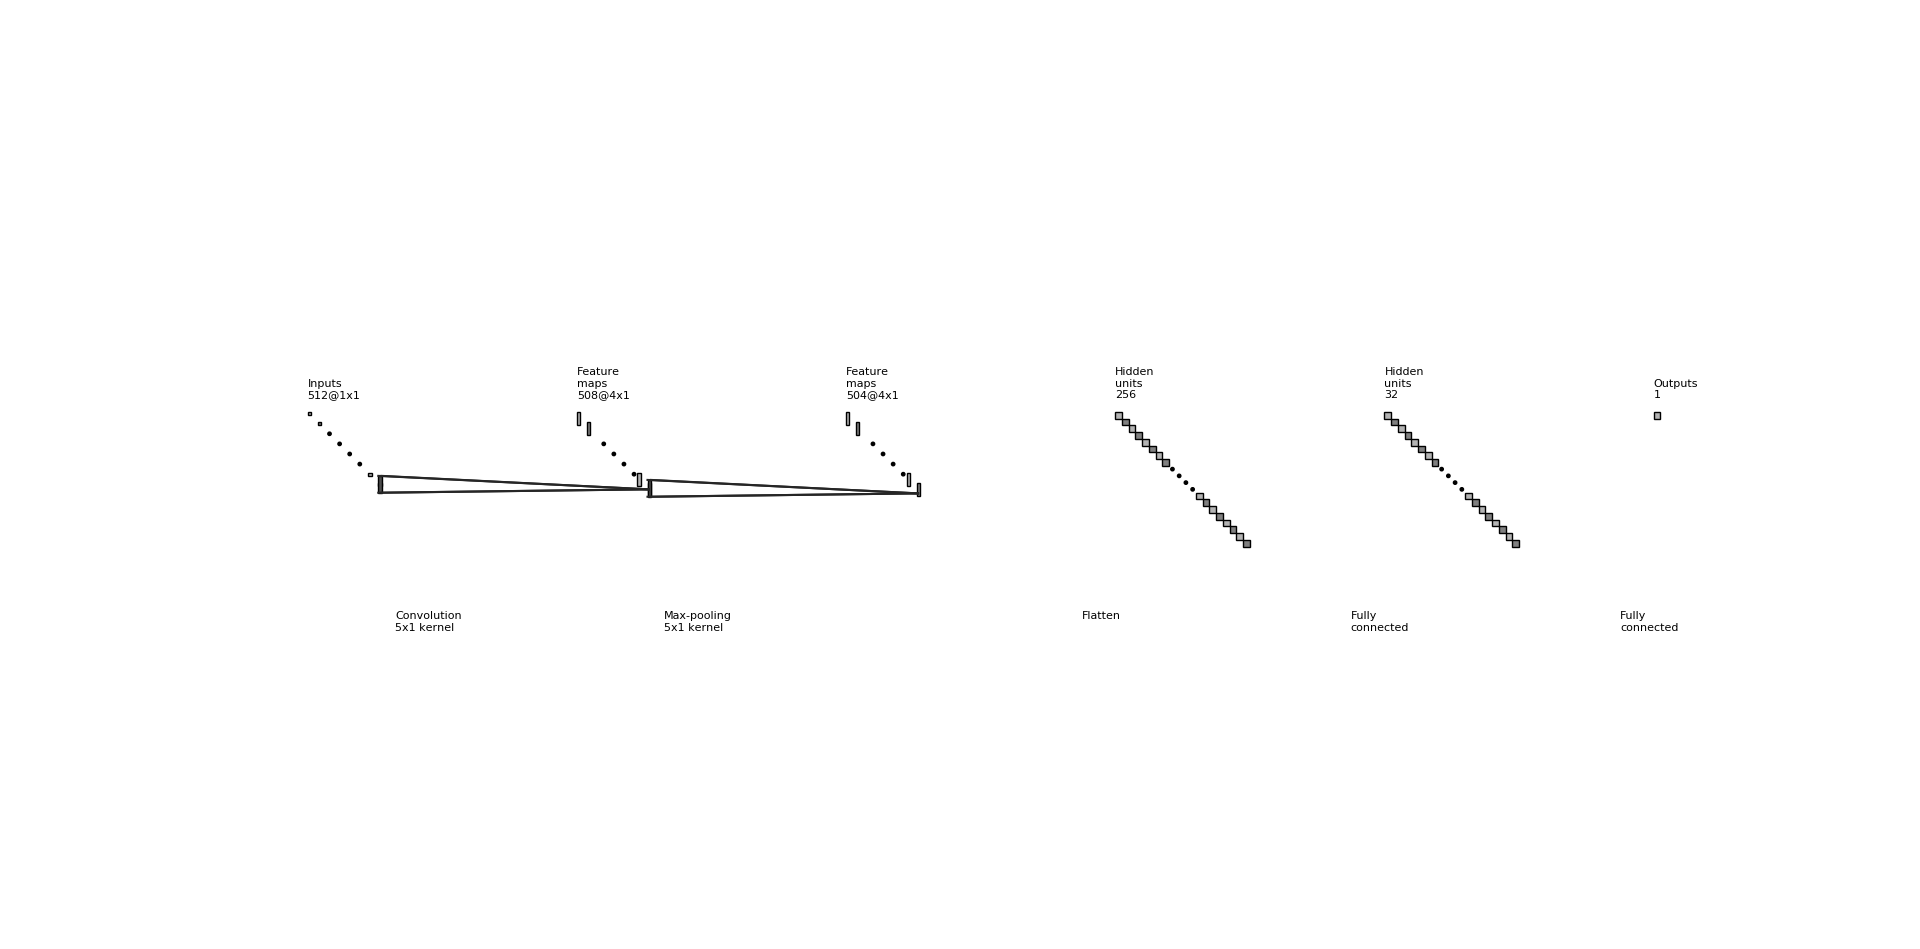 Inputs
512@1x1
Feature
maps
508@4x1
Feature
maps
504@4x1
Hidden
units
256
Hidden
units
32
Outputs
1
Convolution
5x1 kernel
Max-pooling
5x1 kernel
Flatten
Fully
connected
Fully
connected